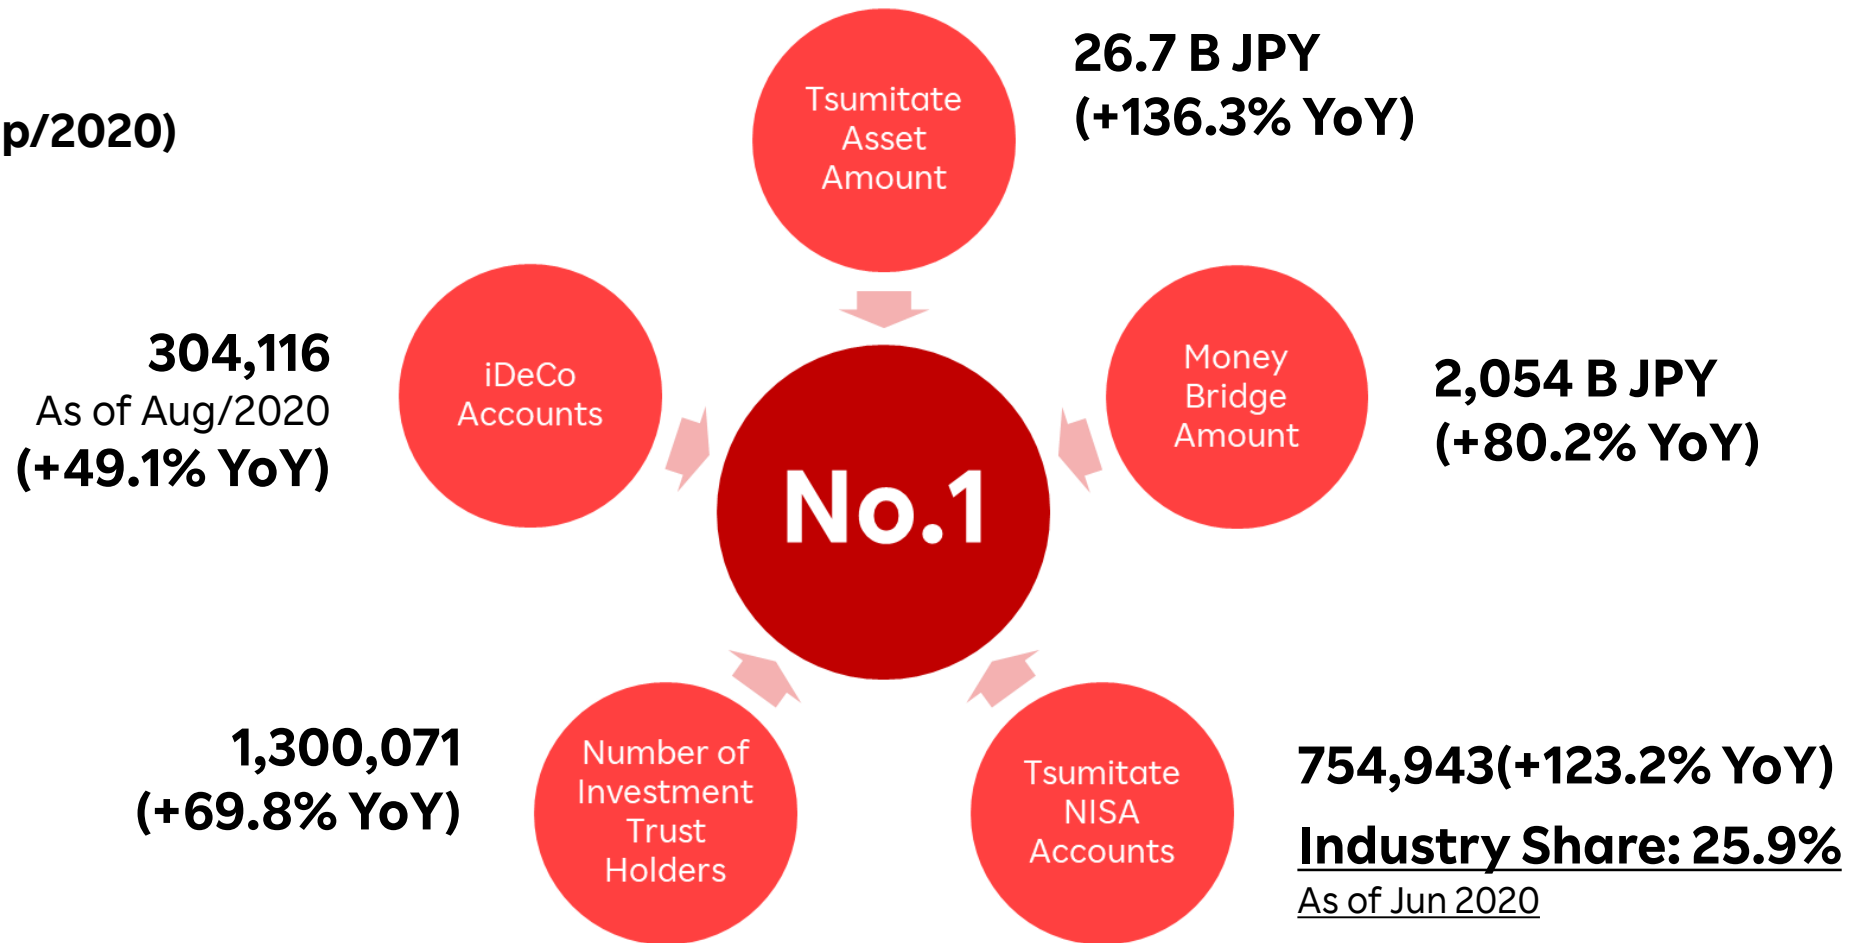 p/2020)
Tsumitate
Asset
Amount
26.7 B JPY
(+136.3% YoY)
304,116
As of Aug/2020
(+49.1% YoY)
iDeCo
Accounts
Money
Bridge
Amount
2,054 B JPY
(+80.2% YoY)
No.1
1,300,071
(+69.8% YoY)
Number of
Investment
Trust
Holders
Tsumitate
NISA
Accounts
754,943(+123.2% YoY)
Industry Share: 25.9%
As of Jun 2020